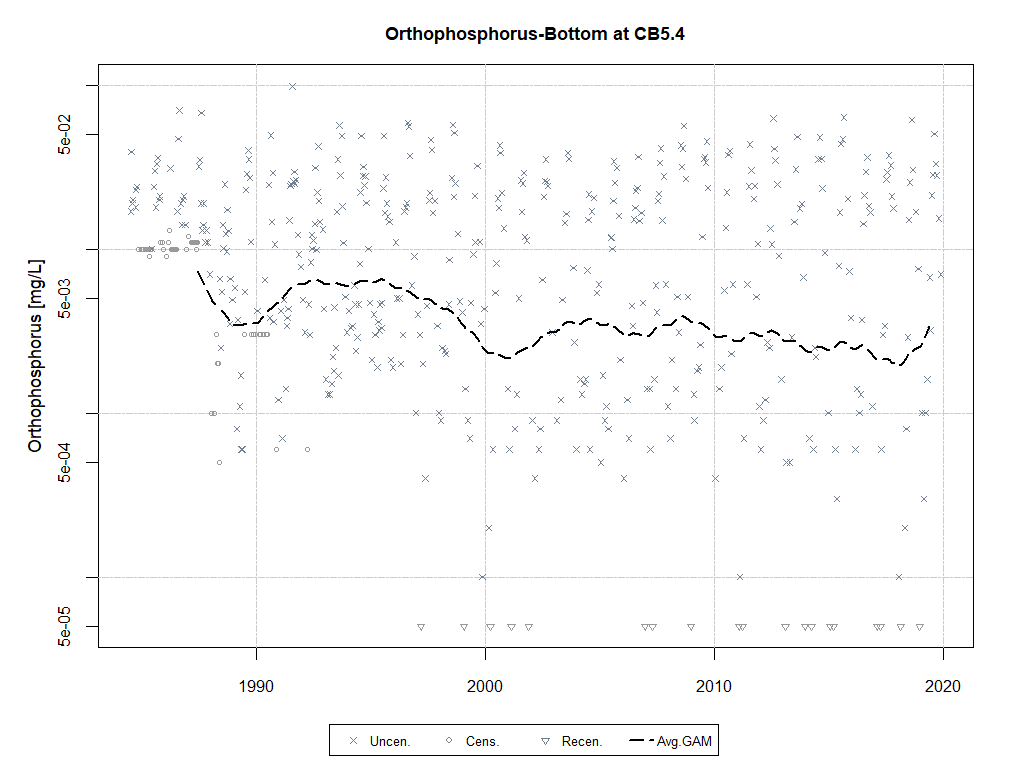 Orthophosphorus-Bottom at CB5.4
Orthophosphorus [mg/L]
5e-02
5e-03
5e-04
5e-05
1990 2000 2010 2020
Uncen. Cens. Recen. Avg.GAM